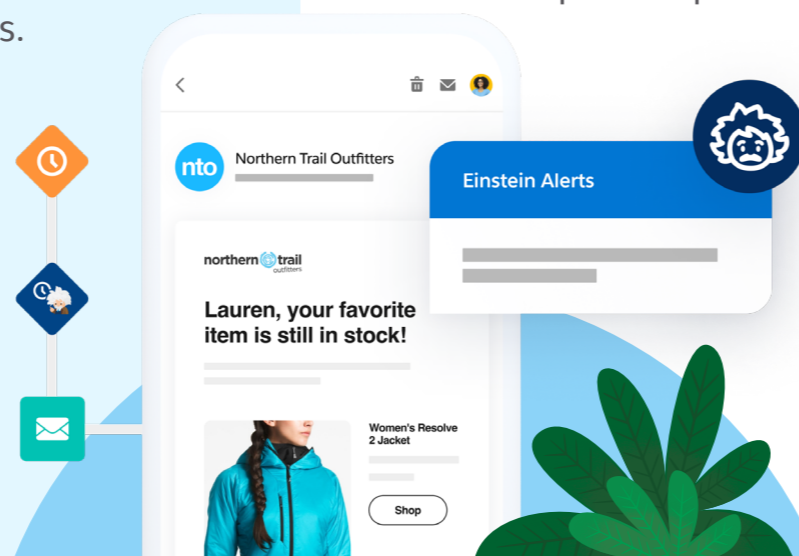 s.
nto
Northern Trail Outfitters
Einstein Alerts
northern trail
outfitters
Lauren, your favorite
item is still in stock!
Women's Resolve
2 Jacket
Shop